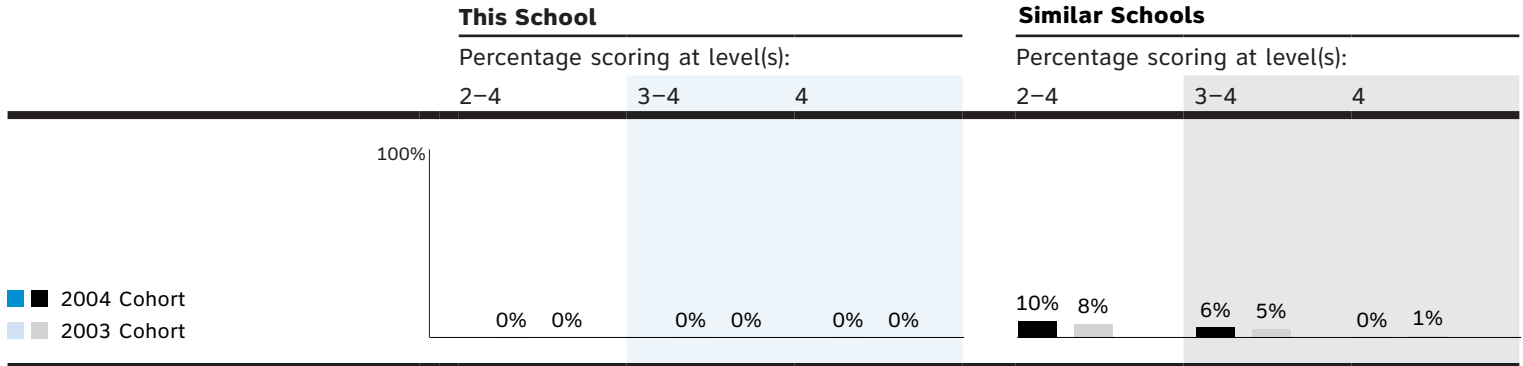 This School
Similar Schools
Percentage scoring at level(s):
Percentage scoring at level(s):
2–4 3–4 4
2–4 3–4 4
100%
2004 Cohort
2003 Cohort
0% 0% 0% 0% 0% 0%
10% 8% 6% 5% 0% 1%